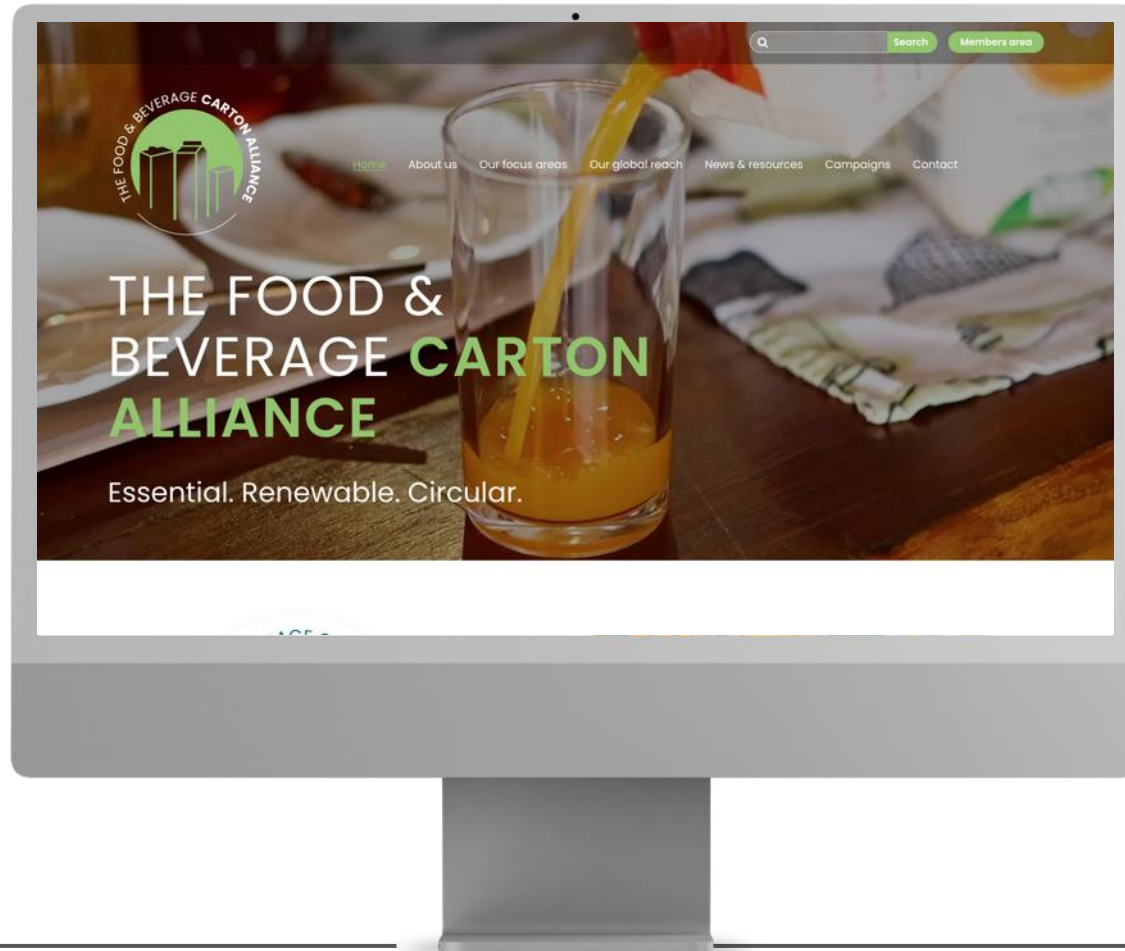 Search
Members area
THE FOOD & BEVERAGE CARTON ALLIANCE
Home About us Our focus areas Our global reach News & resources Campaigns Contact
THE FOOD &
BEVERAGE CARTON
ALLIANCE
Essential. Renewable. Circular.